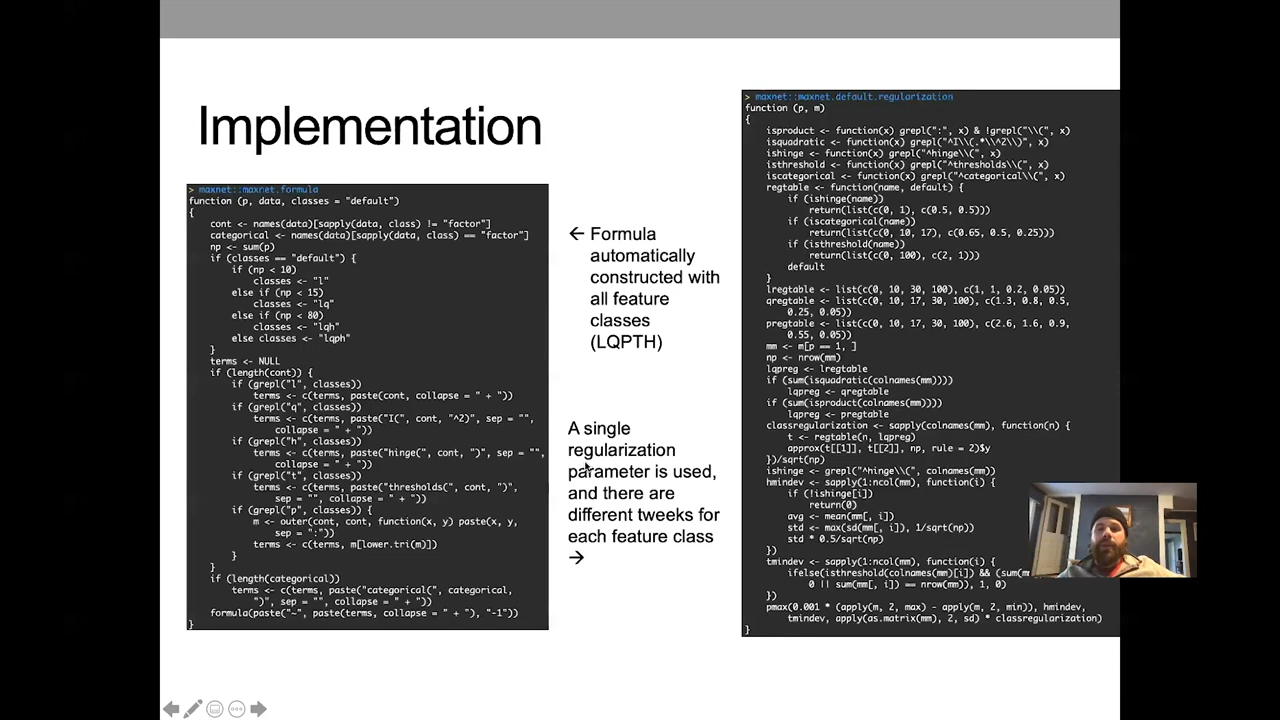 Implementation
> maxnet::maxnet.formula
function (p, data, classes = "default")
{
    cont <- names(data)[sapply(data, class) != "factor"]
    categorical <- names(data)[sapply(data, class) == "factor"]
    np <- sum(p)
    if (classes == "default") {
        if (np < 10)
            classes <- "l"
        else if (np < 15)
            classes <- "lq"
        else if (np < 80)
            classes <- "lqh"
        else classes <- "lqph"
    }
    terms <- NULL
    if (length(cont)) {
        if (grepl("l", classes))
            terms <- c(terms, paste(cont, collapse = " + "))
        if (grepl("q", classes))
            terms <- c(terms, paste("I(", cont, "^2)", sep = "",
                collapse = " + "))
        if (grepl("h", classes))
            terms <- c(terms, paste("hinge(", cont, ")", sep = "",
                collapse = " + "))
        if (grepl("t", classes))
            terms <- c(terms, paste("thresholds(", cont, ")",
                sep = "", collapse = " + "))
        if (grepl("p", classes)) {
            m <- outer(cont, cont, function(x, y) paste(x, y,
                sep = ":"))
            terms <- c(terms, m[lower.tri(m)])
        }
    }
    if (length(categorical))
        terms <- c(terms, paste("categorical(", categorical,
            ")", sep = "", collapse = " + "))
    formula(paste("~", paste(terms, collapse = " + "), "-1"))
}
← Formula
automatically
constructed with
all feature
classes
(LQPTH)
A single
regularization
parameter is used,
and there are
different tweeks for
each feature class
→
> maxnet::maxnet.default.regularization
function (p, m)
{
    isproduct <- function(x) grepl(":", x) & !grepl("\\(", x)
    isquadratic <- function(x) grepl("^I\\(.*\\^2\\)", x)
    ishinge <- function(x) grepl("^hinge\\(", x)
    isthreshold <- function(x) grepl("^thresholds\\(", x)
    iscategorical <- function(x) grepl("^categorical\\(", x)
    regtable <- function(name, default) {
        if (ishinge(name))
            return(list(c(0, 1), c(0.5, 0.5)))
        if (iscategorical(name))
            return(list(c(0, 10, 17), c(0.65, 0.5, 0.25)))
        if (isthreshold(name))
            return(list(c(0, 100), c(2, 1)))
        default
    }
    lregtable <- list(c(0, 10, 30, 100), c(1, 1, 0.2, 0.05))
    qregtable <- list(c(0, 10, 17, 30, 100), c(1.3, 0.8, 0.5,
        0.25, 0.05))
    pregtable <- list(c(0, 10, 17, 30, 100), c(2.6, 1.6, 0.9,
        0.55, 0.05))
    mm <- m[p == 1, ]
    np <- nrow(mm)
    lqpreg <- lregtable
    if (sum(isquadratic(colnames(mm))))
        lqpreg <- qregtable
    if (sum(isproduct(colnames(mm))))
        lqpreg <- pregtable
    classregularization <- sapply(colnames(mm), function(n) {
        t <- regtable(n, lqpreg)
        approx(t[[1]], t[[2]], np, rule = 2)$y
    })/sqrt(np)
    ishinge <- grepl("^hinge\\(", colnames(mm))
    hmindev <- sapply(1:ncol(mm), function(i) {
        if (!ishinge[i])
            return(0)
        avg <- mean(mm[, i])
        std <- max(sd(mm[, i]), 1/sqrt(np))
        std * 0.5/sqrt(np)
    })
    tmindev <- sapply(1:ncol(mm), function(i) {
        ifelse(isthreshold(colnames(mm)[i]) && (sum(mm
            0 || sum(mm[, i]) == nrow(mm)), 1, 0)
    })
    pmax(0.001 * (apply(m, 2, max) - apply(m, 2, min)), hmindev,
        tmindev, apply(as.matrix(mm), 2, sd) * classregularization)
}